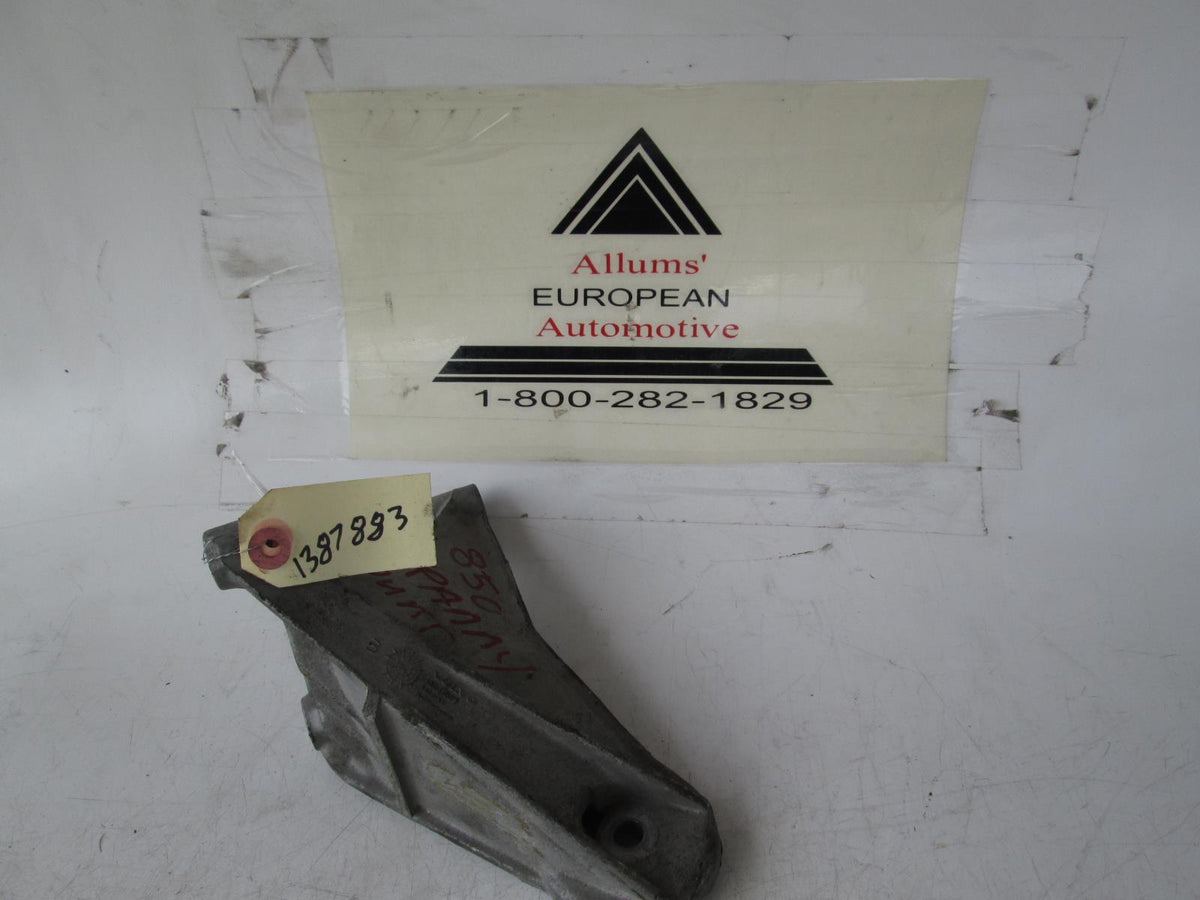 Allums'
EUROPEAN
Automotive
1-800-282-1829
1387883
850